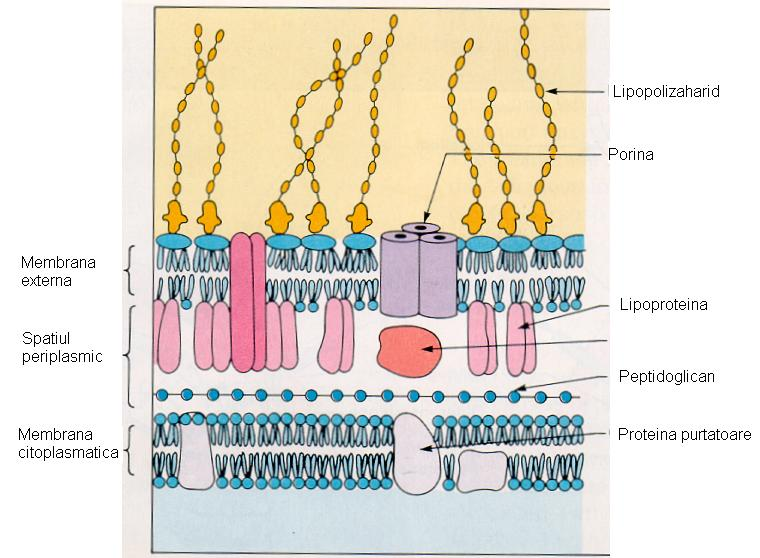 Lipopolizaharid
Porina
Membrana
externa
Lipoproteina
Spatiul
periplasmic
Peptidoglican
Membrana
citoplasmatica
Proteina purtatoare